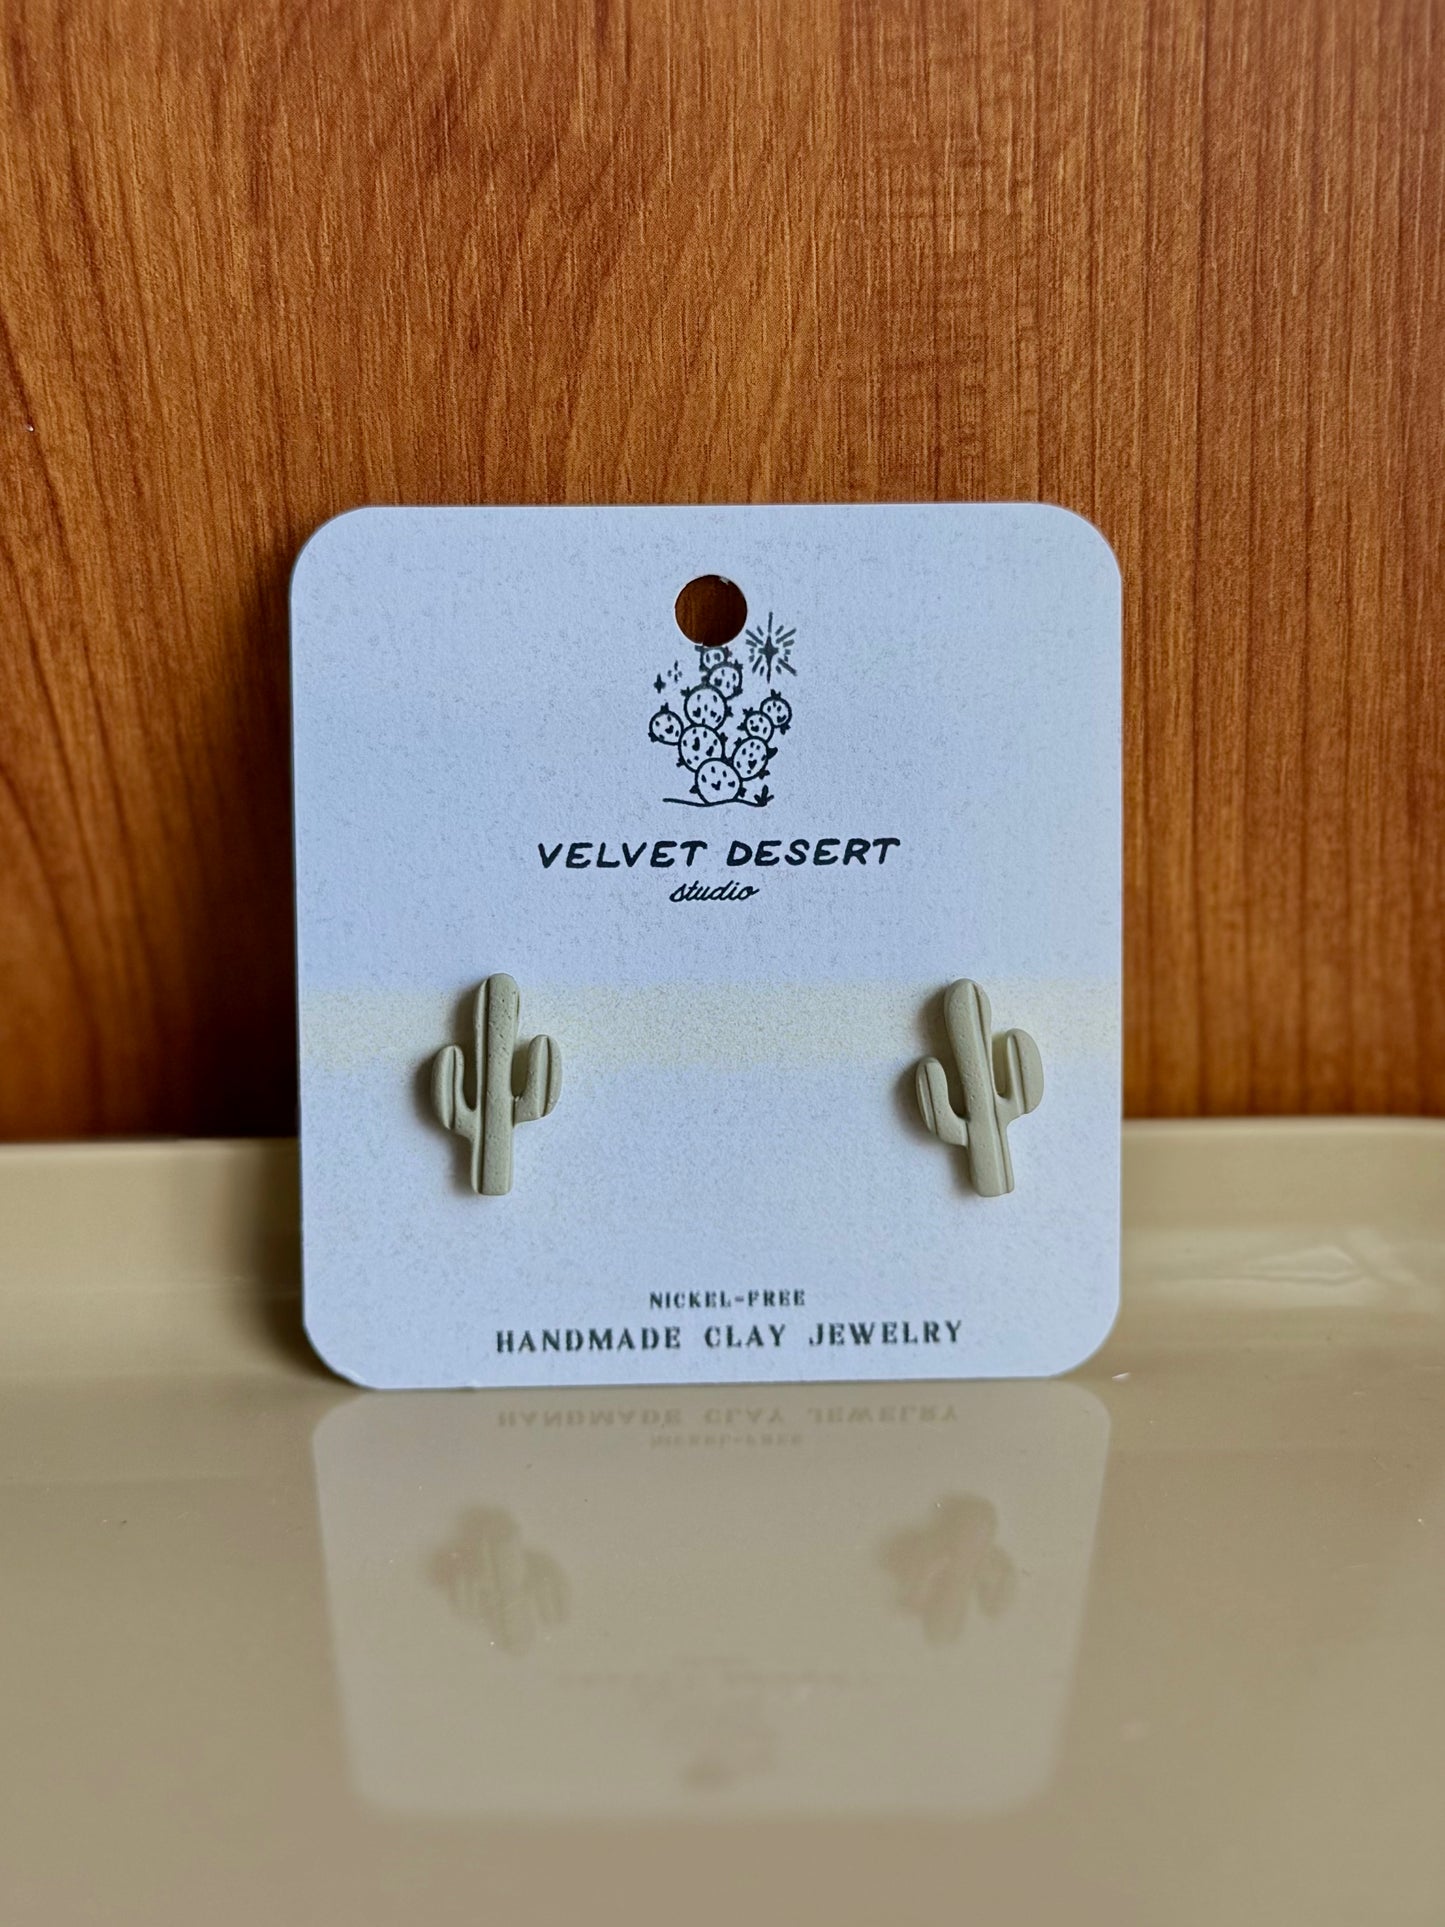 VELVET DESERT
studio
NICKEL-FREE
HANDMADE CLAY JEWELRY